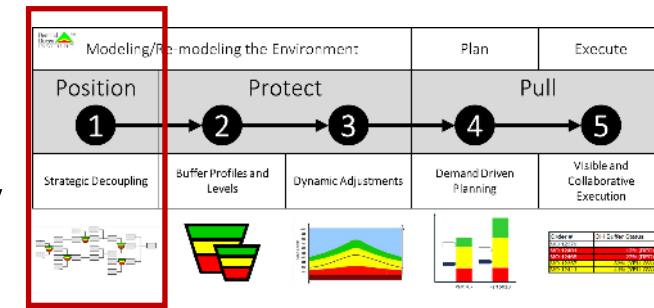 Modeling/Re-modeling the Environment Plan Execute
Position Protect Pull
1 2 3 4 5
Strategic Decoupling
Buffer Profiles and
Levels
Dynamic Adjustments
Demand Driven
Planning
Visible and
Collaborative
Execution
Order #